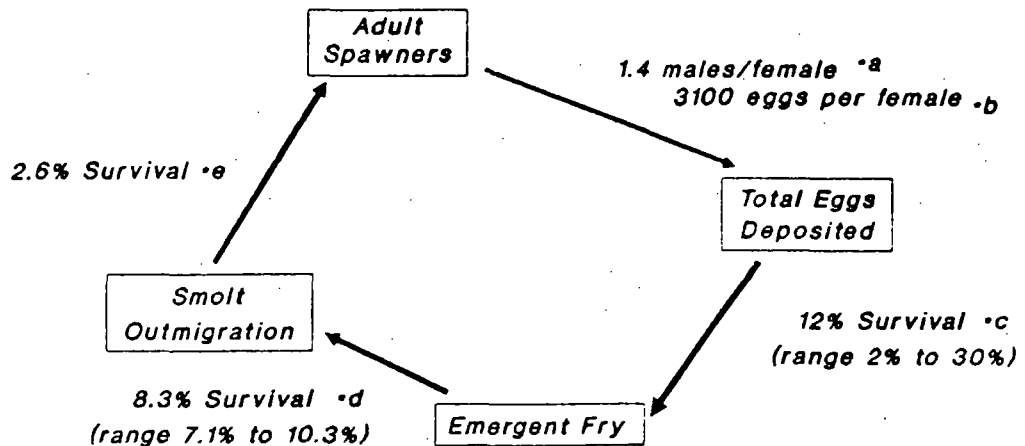 Adult
Spawners
1.4 males/female •a
3100 eggs per female •b
2.6% Survival •e
Total Eggs
Deposited
Smolt
Outmigration
12% Survival •c
(range 2% to 30%)
8.3% Survival •d
(range 7.1% to 10.3%)
Emergent Fry